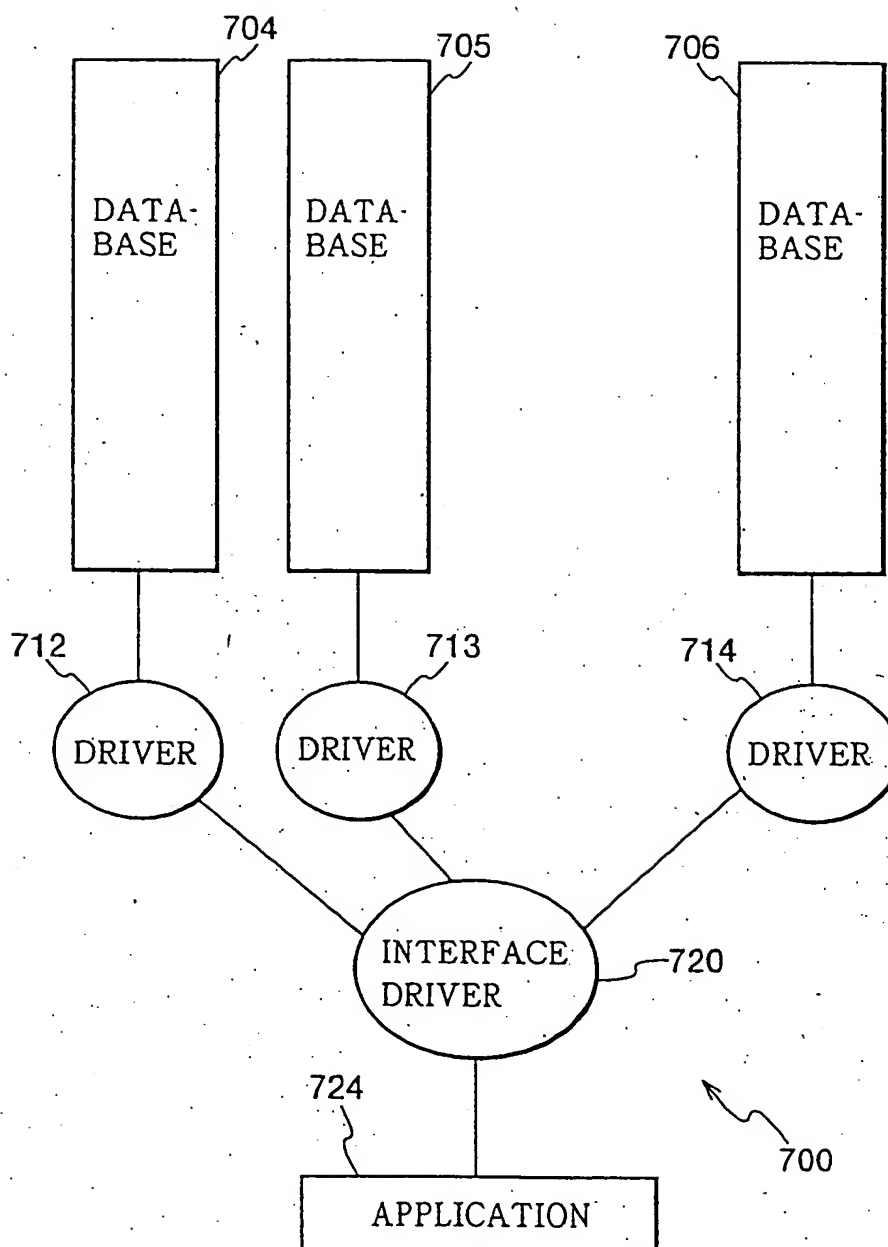 704
705
706
DATA-
BASE
DATA-
BASE
DATA-
BASE
712
713
714
DRIVER
DRIVER
DRIVER
INTERFACE
DRIVER
720
724
700
APPLICATION